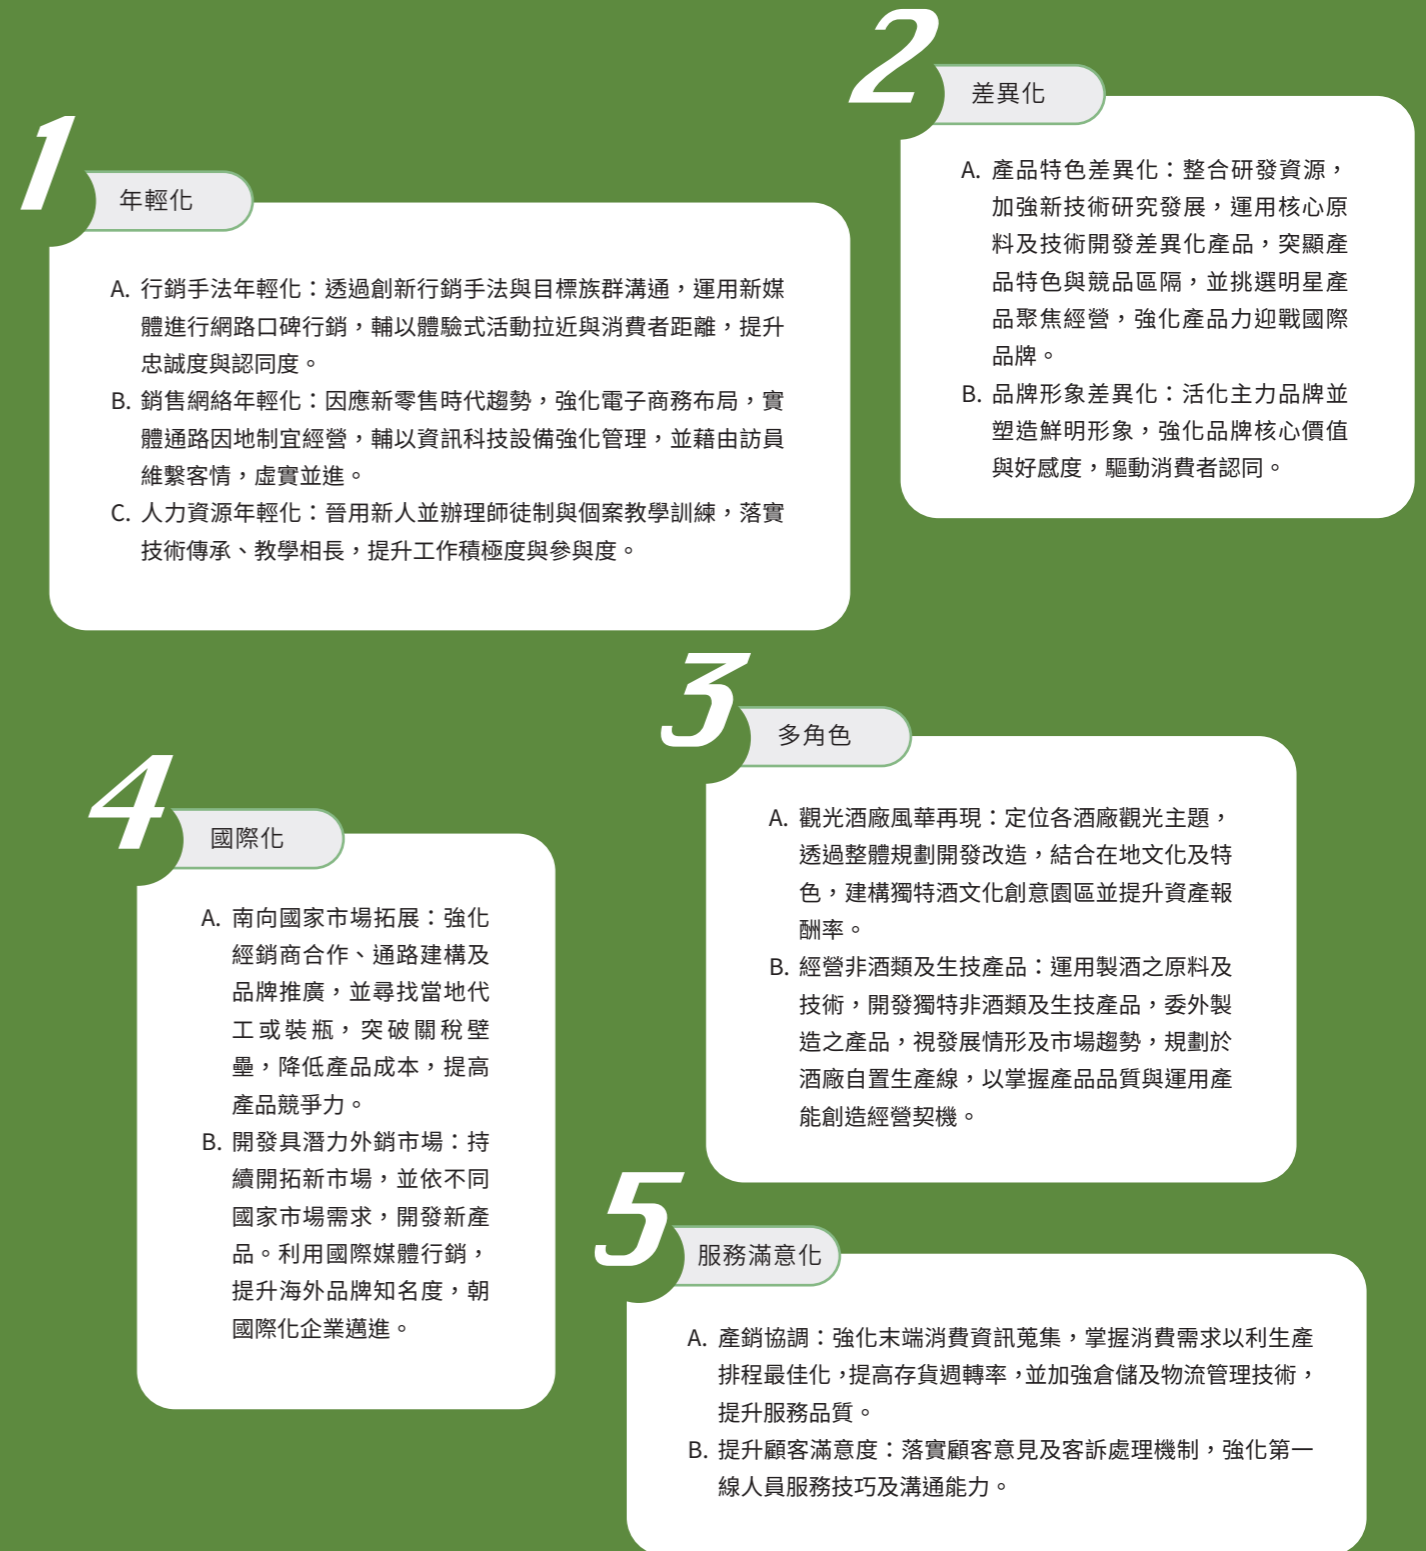 1
年輕化
A. 行銷手法年輕化：透過創新行銷手法與目標族群溝通，運用新媒
體進行網路口碑行銷，輔以體驗式活動拉近與消費者距離，提升
忠誠度與認同度。
B. 銷售網絡年輕化：因應新零售時代趨勢，強化電子商務布局，實
體通路因地制宜經營，輔以資訊科技設備強化管理，並藉由訪員
維繫客情，虛實並進。
C. 人力資源年輕化：晉用新人並辦理師徒制與個案教學訓練，落實
技術傳承、教學相長，提升工作積極度與參與度。
2
差異化
A. 產品特色差異化：整合研發資源，
加強新技術研究發展，運用核心原
料及技術開發差異化產品，突顯產
品特色與競品區隔，並挑選明星產
品聚焦經營，強化產品力迎戰國際
品牌。
B. 品牌形象差異化：活化主力品牌並
塑造鮮明形象，強化品牌核心價值
與好感度，驅動消費者認同。
3
多角色
A. 觀光酒廠風華再現：定位各酒廠觀光主題，
透過整體規劃開發改造，結合在地文化及特
色，建構獨特酒文化創意園區並提升資產報
酬率。
B. 經營非酒類及生技產品：運用製酒之原料及
技術，開發獨特非酒類及生技產品，委外製
造之產品，視發展情形及市場趨勢，規劃於
酒廠自置生產線，以掌握產品品質與運用產
能創造經營契機。
4
國際化
A. 南向國家市場拓展：強化
經銷商合作、通路建構及
品牌推廣，並尋找當地代
工或裝瓶，突破關稅壁
壘，降低產品成本，提高
產品競爭力。
B. 開發具潛力外銷市場：持
續開拓新市場，並依不同
國家市場需求，開發新產
品。利用國際媒體行銷，
提升海外品牌知名度，朝
國際化企業邁進。
5
服務滿意化
A. 產銷協調：強化末端消費資訊蒐集，掌握消費需求以利生產
排程最佳化，提高存貨週轉率，並加強倉儲及物流管理技術，
提升服務品質。
B. 提升顧客滿意度：落實顧客意見及客訴處理機制，強化第一
線人員服務技巧及溝通能力。